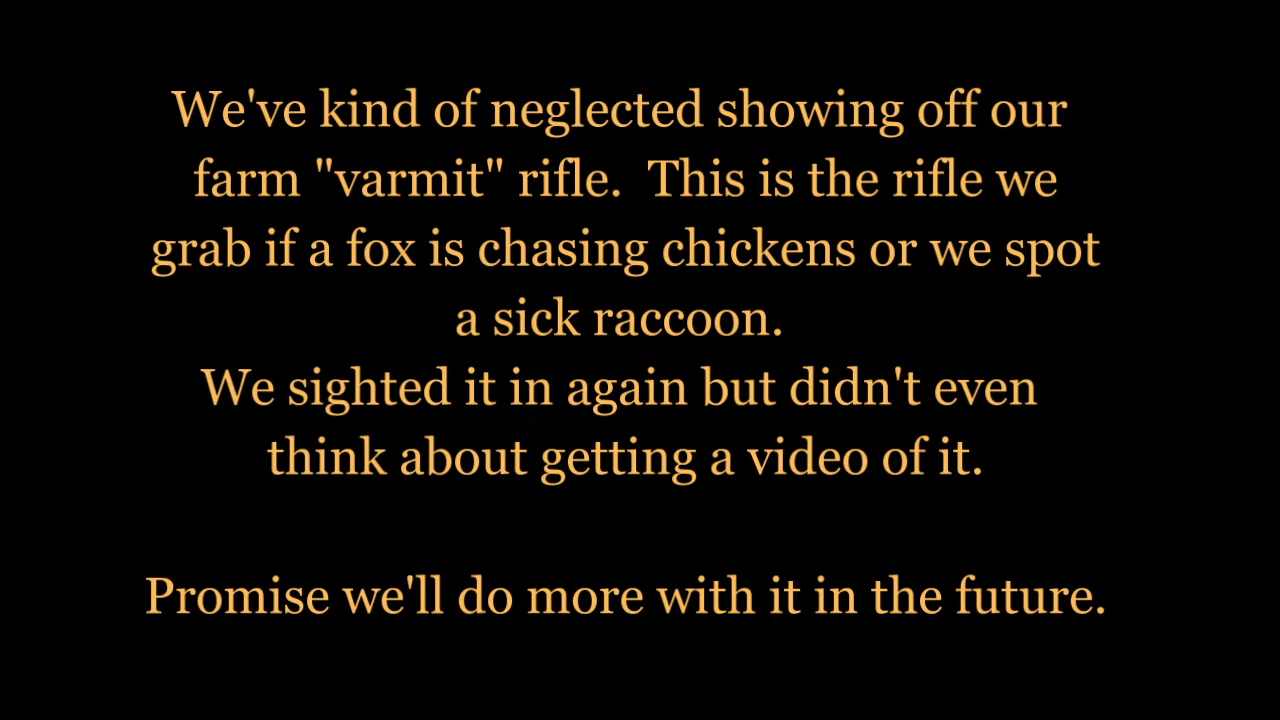 We've kind of neglected showing off our
farm "varmit" rifle.  This is the rifle we
grab if a fox is chasing chickens or we spot
a sick raccoon.
We sighted it in again but didn't even
think about getting a video of it.
Promise we'll do more with it in the future.